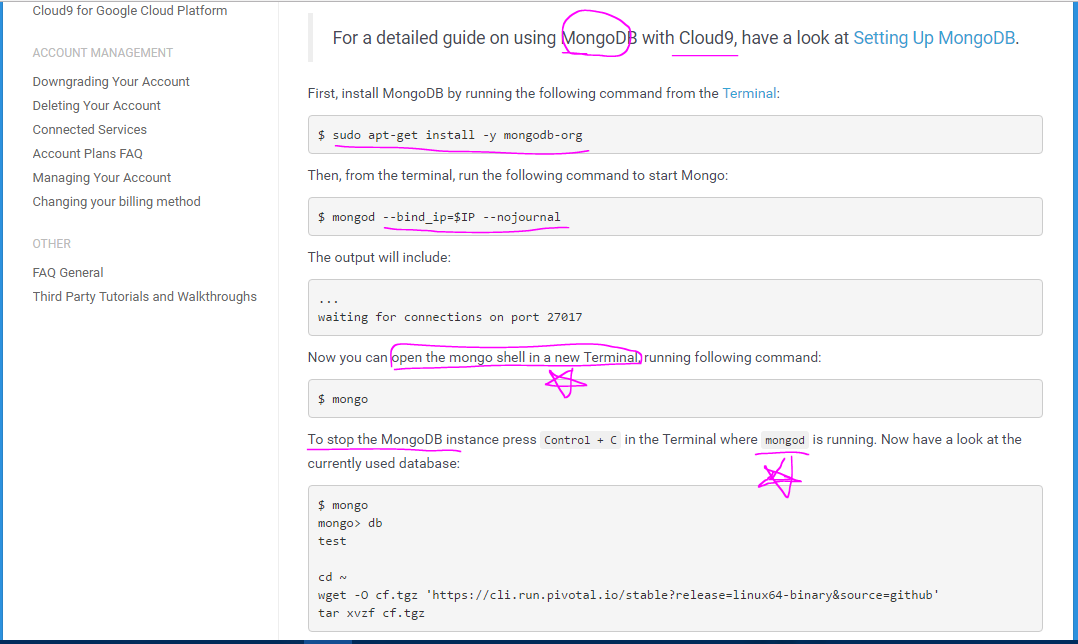 Cloud9 for Google Cloud Platform
ACCOUNT MANAGEMENT
Downgrading Your Account
Deleting Your Account
Connected Services
Account Plans FAQ
Managing Your Account
Changing your billing method
OTHER
FAQ General
Third Party Tutorials and Walkthroughs
For a detailed guide on using MongoDB with Cloud9, have a look at Setting Up MongoDB.
First, install MongoDB by running the following command from the Terminal:
$ sudo apt-get install -y mongodb-org
Then, from the terminal, run the following command to start Mongo:
$ mongod --bind_ip=$IP --nojournal
The output will include:
...
waiting for connections on port 27017
Now you can open the mongo shell in a new Terminal, running following command:
$ mongo
To stop the MongoDB instance press Control + C in the Terminal where mongod is running. Now have a look at the
currently used database:
$ mongo
mongo> db
test
cd ~
wget -O cf.tgz 'https://cli.run.pivotal.io/stable?release=linux64-binary&source=github'
tar xvzf cf.tgz